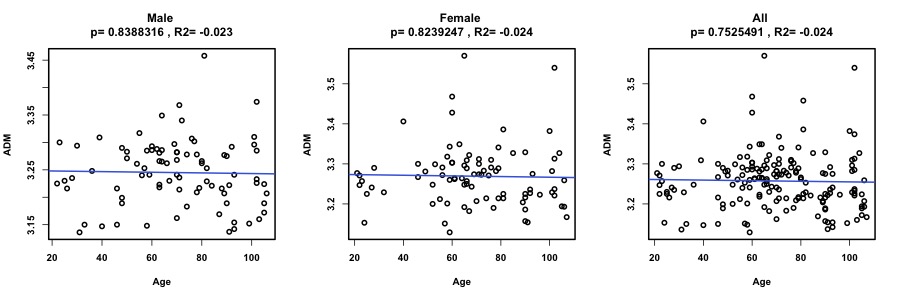 Male
p= 0.8388316 , R2= -0.023
ADM
3.45
3.35
3.25
3.15
20 40 60 80 100
Age
Female
p= 0.8239247 , R2= -0.024
ADM
3.5
3.4
3.3
3.2
20 40 60 80 100
Age
All
p= 0.7525491 , R2= -0.024
ADM
3.5
3.4
3.3
3.2
20 40 60 80 100
Age